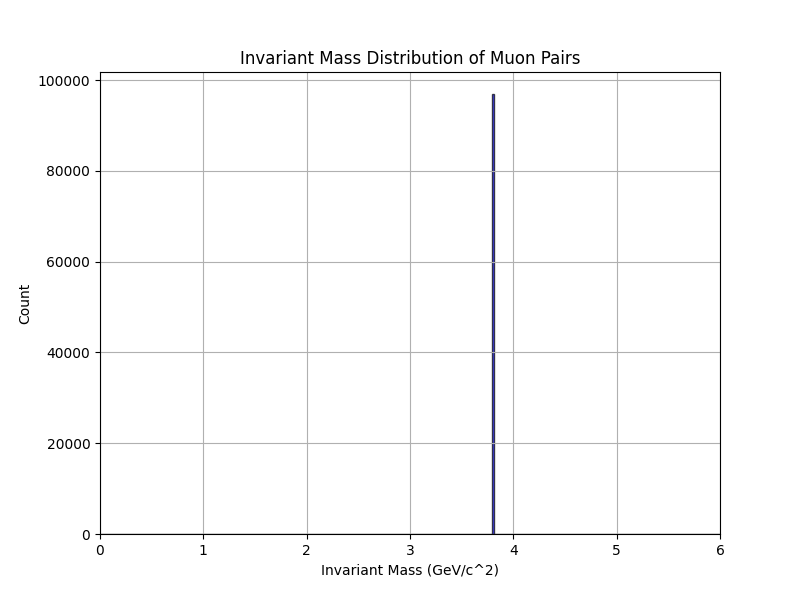 Invariant Mass Distribution of Muon Pairs
100000
80000
60000
40000
20000
0
Count
0 1 2 3 4 5 6
Invariant Mass (GeV/c^2)